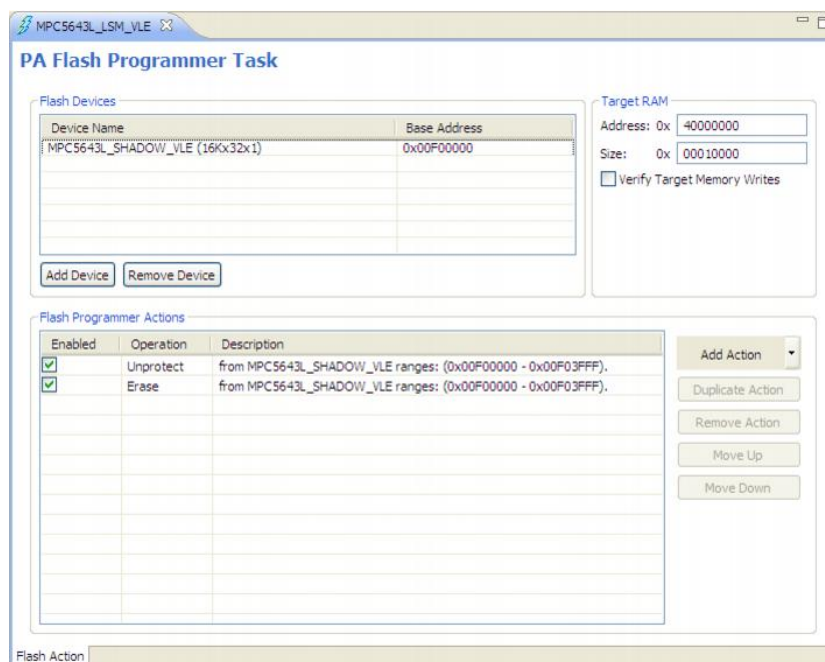 MPC5643L_LSM_VLE
PA Flash Programmer Task
Flash Devices
Device Name Base Address
MPC5643L_SHADOW_VLE (16Kx32x1) 0x00F00000
Add Device Remove Device
Target RAM
Address: 0x 40000000
Size: 0x 00010000
Verify Target Memory Writes
Flash Programmer Actions
Enabled Operation Description
Unprotect from MPC5643L_SHADOW_VLE ranges: (0x00F00000 - 0x00F03FFF).
Erase from MPC5643L_SHADOW_VLE ranges: (0x00F00000 - 0x00F03FFF).
Add Action
Duplicate Action
Remove Action
Move Up
Move Down
Flash Action